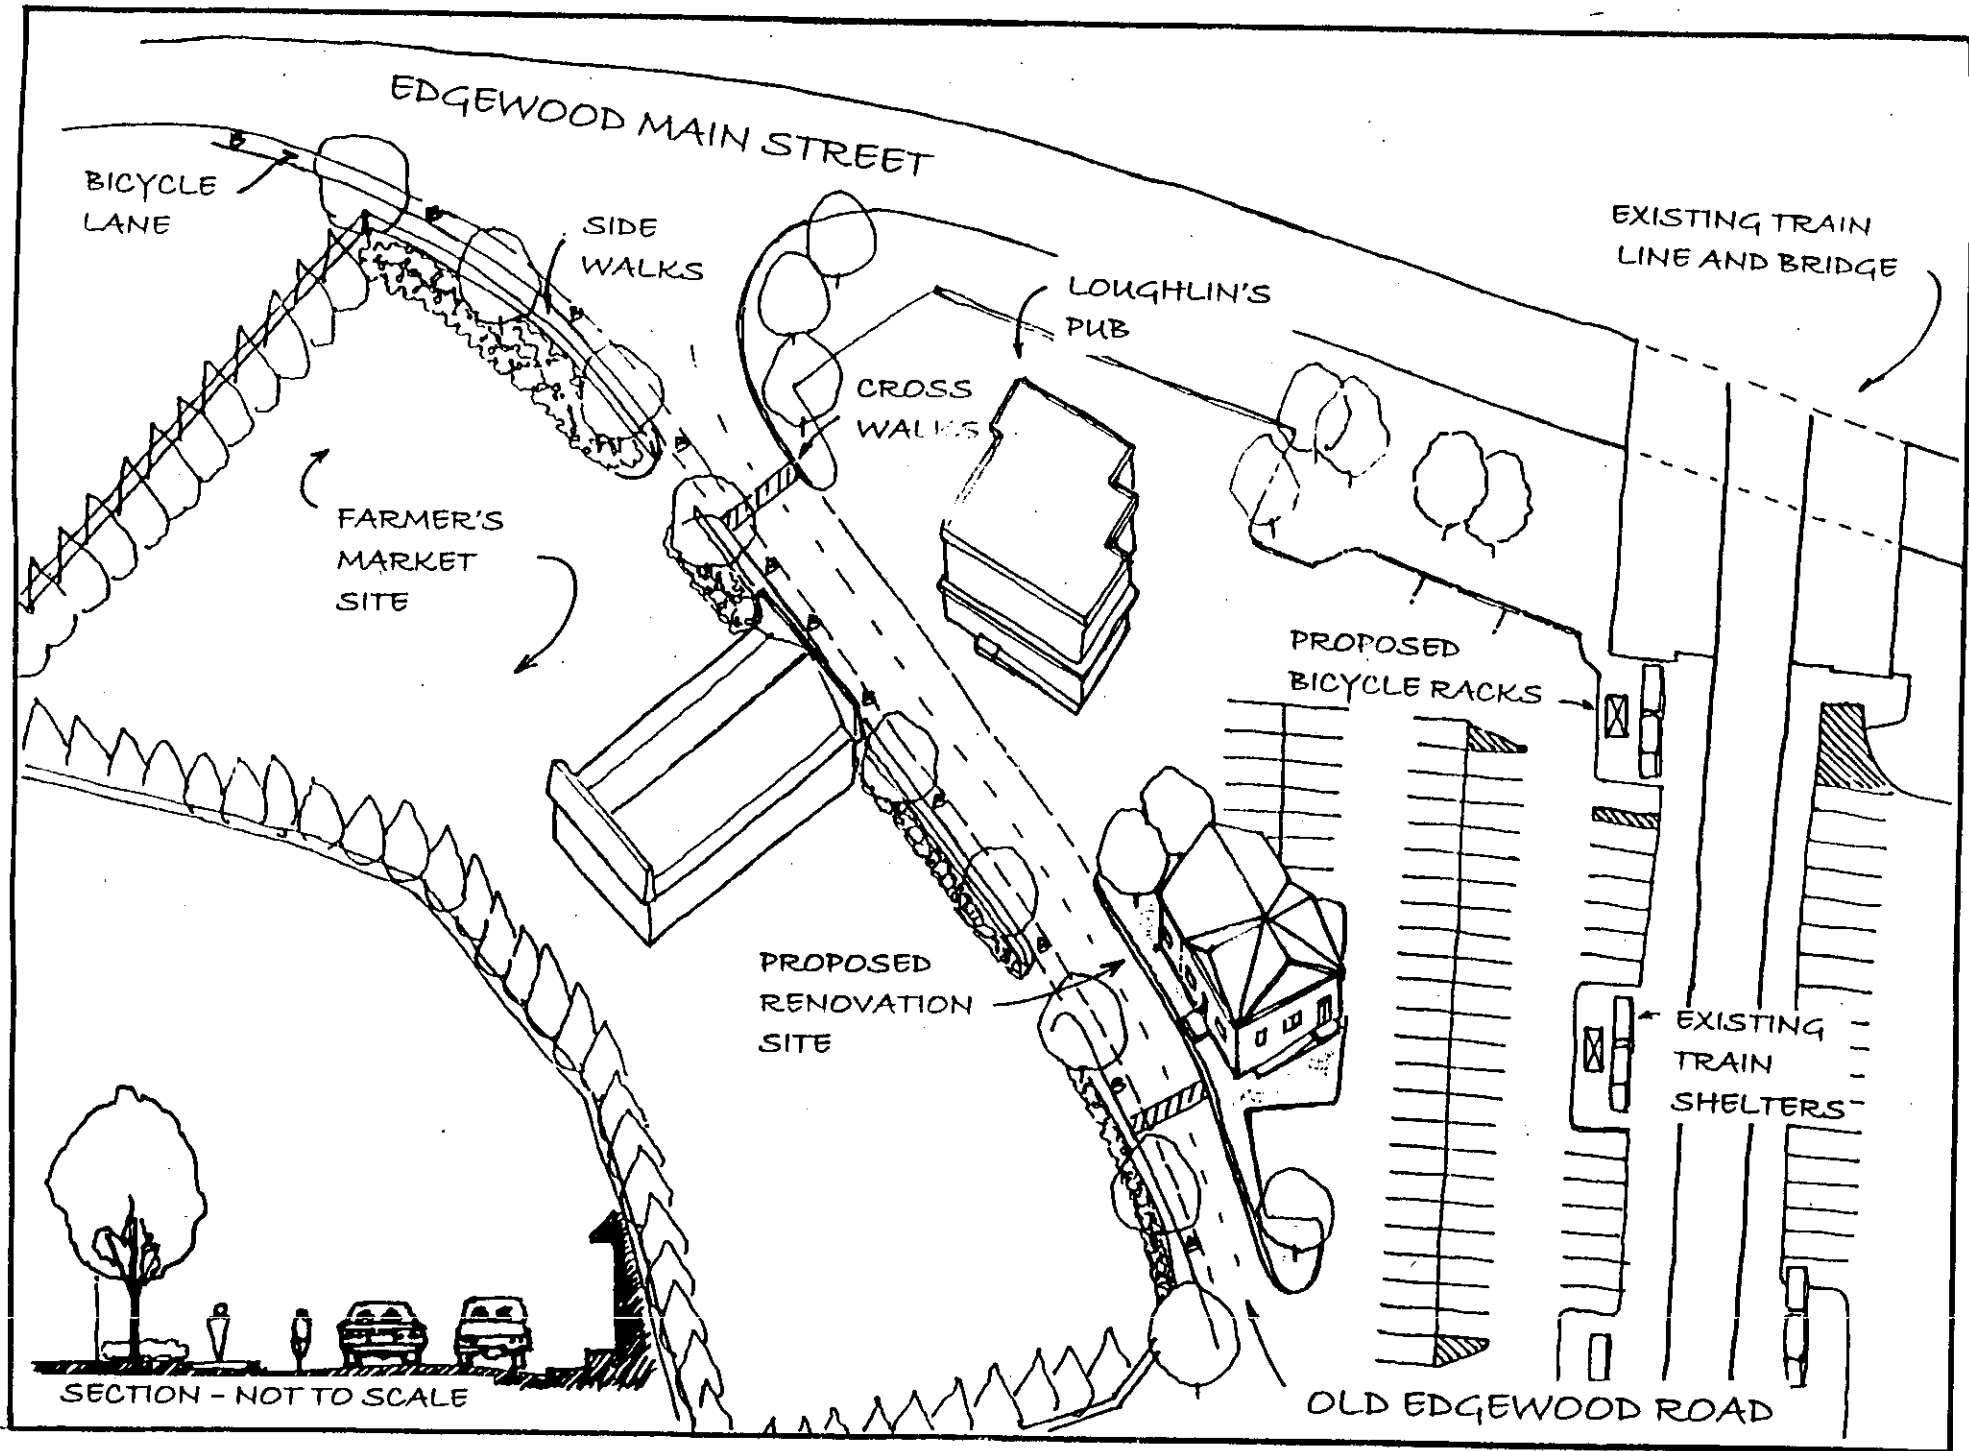 EDGEWOOD MAIN STREET
BICYCLE
LANE
SIDE
WALKS
EXISTING TRAIN
LINE AND BRIDGE
LOUGHLIN'S
PUB
CROSS
WALKS
FARMER'S
MARKET
SITE
PROPOSED
BICYCLE RACKS
PROPOSED
RENOVATION
SITE
EXISTING
TRAIN
SHELTERS
SECTION - NOT TO SCALE
OLD EDGEWOOD ROAD